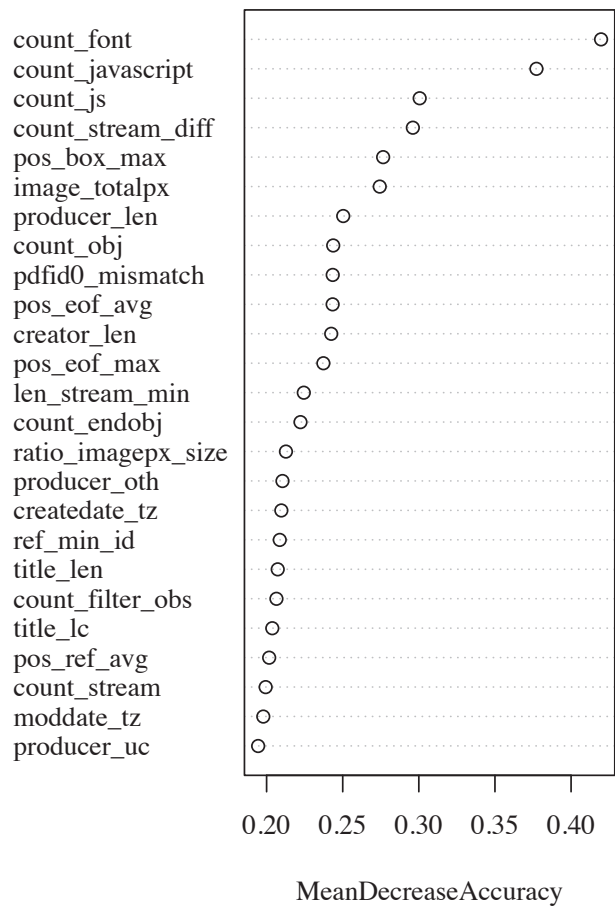 count_font
count_javascript
count_js
count_stream_diff
pos_box_max
image_totalpx
producer_len
count_obj
pdfid0_mismatch
pos_eof_avg
creator_len
pos_eof_max
len_stream_min
count_endobj
ratio_imagepx_size
producer_oth
createdate_tz
ref_min_id
title_len
count_filter_obs
title_lc
pos_ref_avg
count_stream
moddate_tz
producer_uc
0.20 0.25 0.30 0.35 0.40
MeanDecreaseAccuracy